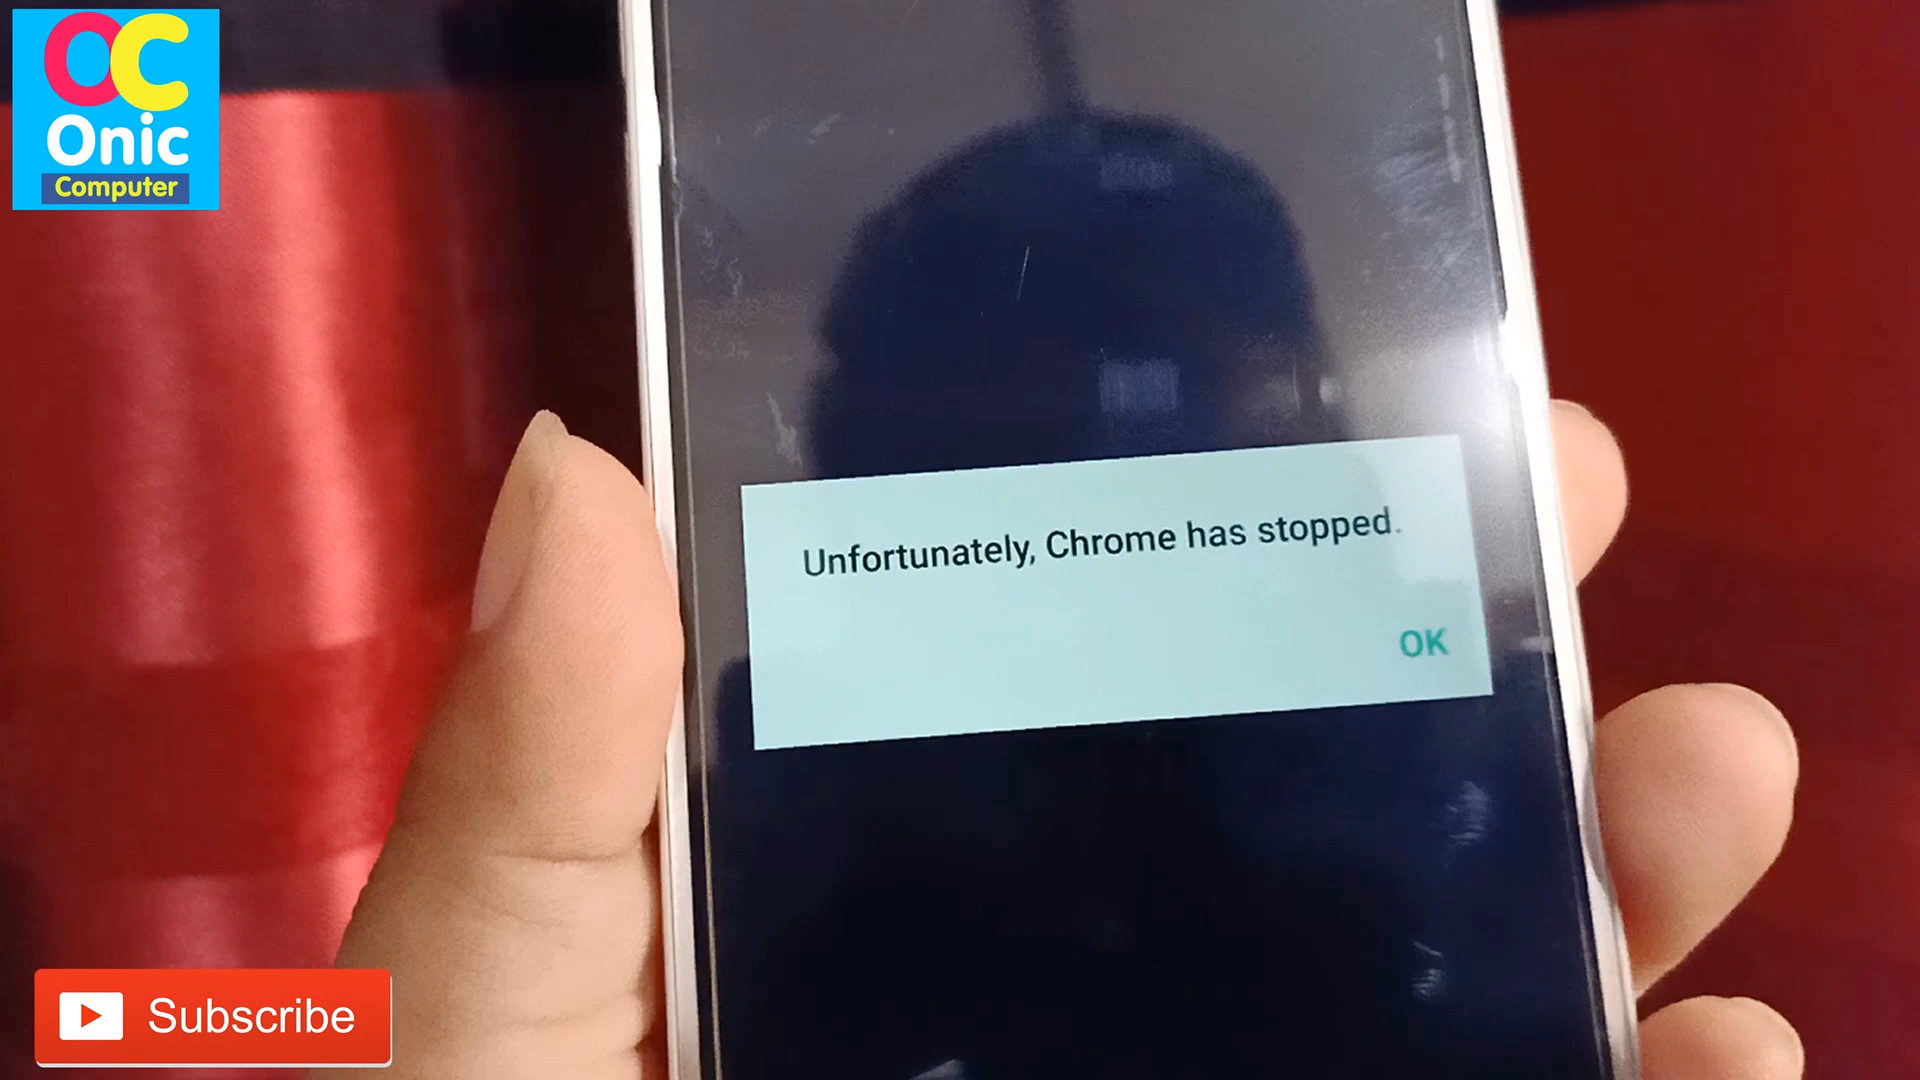 OC
Onic
Computer
Unfortunately, Chrome has stopped.
OK
Subscribe